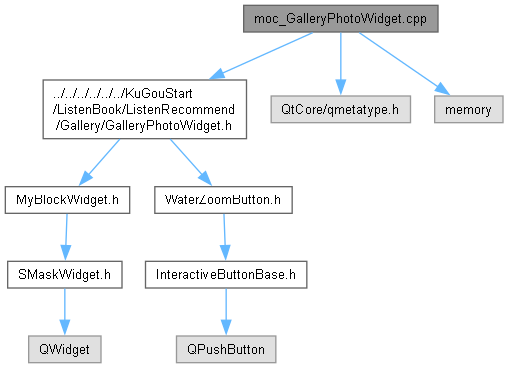 moc_GalleryPhotoWidget.cpp
../../../../../../KuGouStart
/ListenBook/ListenRecommend
/Gallery/GalleryPhotoWidget.h
QtCore/qmetatype.h
memory
MyBlockWidget.h
WaterZoomButton.h
SMaskWidget.h
InteractiveButtonBase.h
QWidget
QPushButton